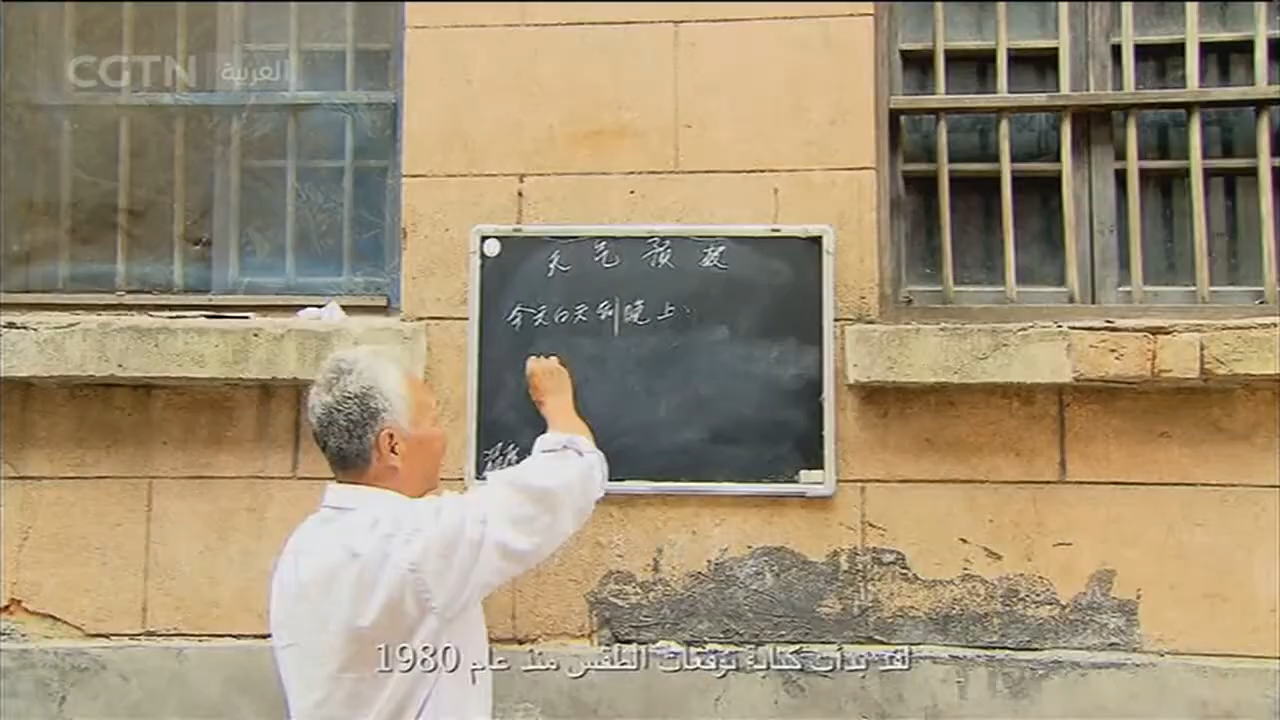 CGTN العربية
天气预报
今天白天到晚上:
لقد بدأت كتابة توقعات الطقس منذ عام 1980